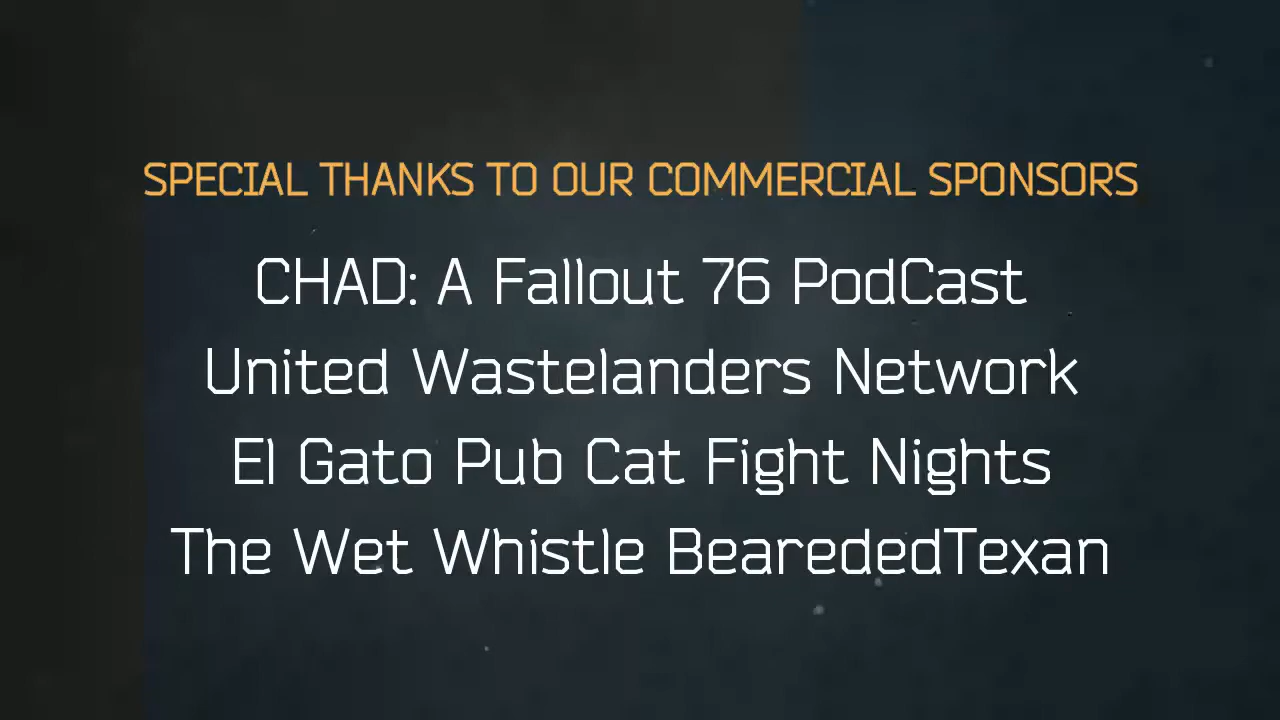 SPECIAL THANKS TO OUR COMMERCIAL SPONSORS
CHAD: A Fallout 76 PodCast
United Wastelanders Network
El Gato Pub Cat Fight Nights
The Wet Whistle BearededTexan